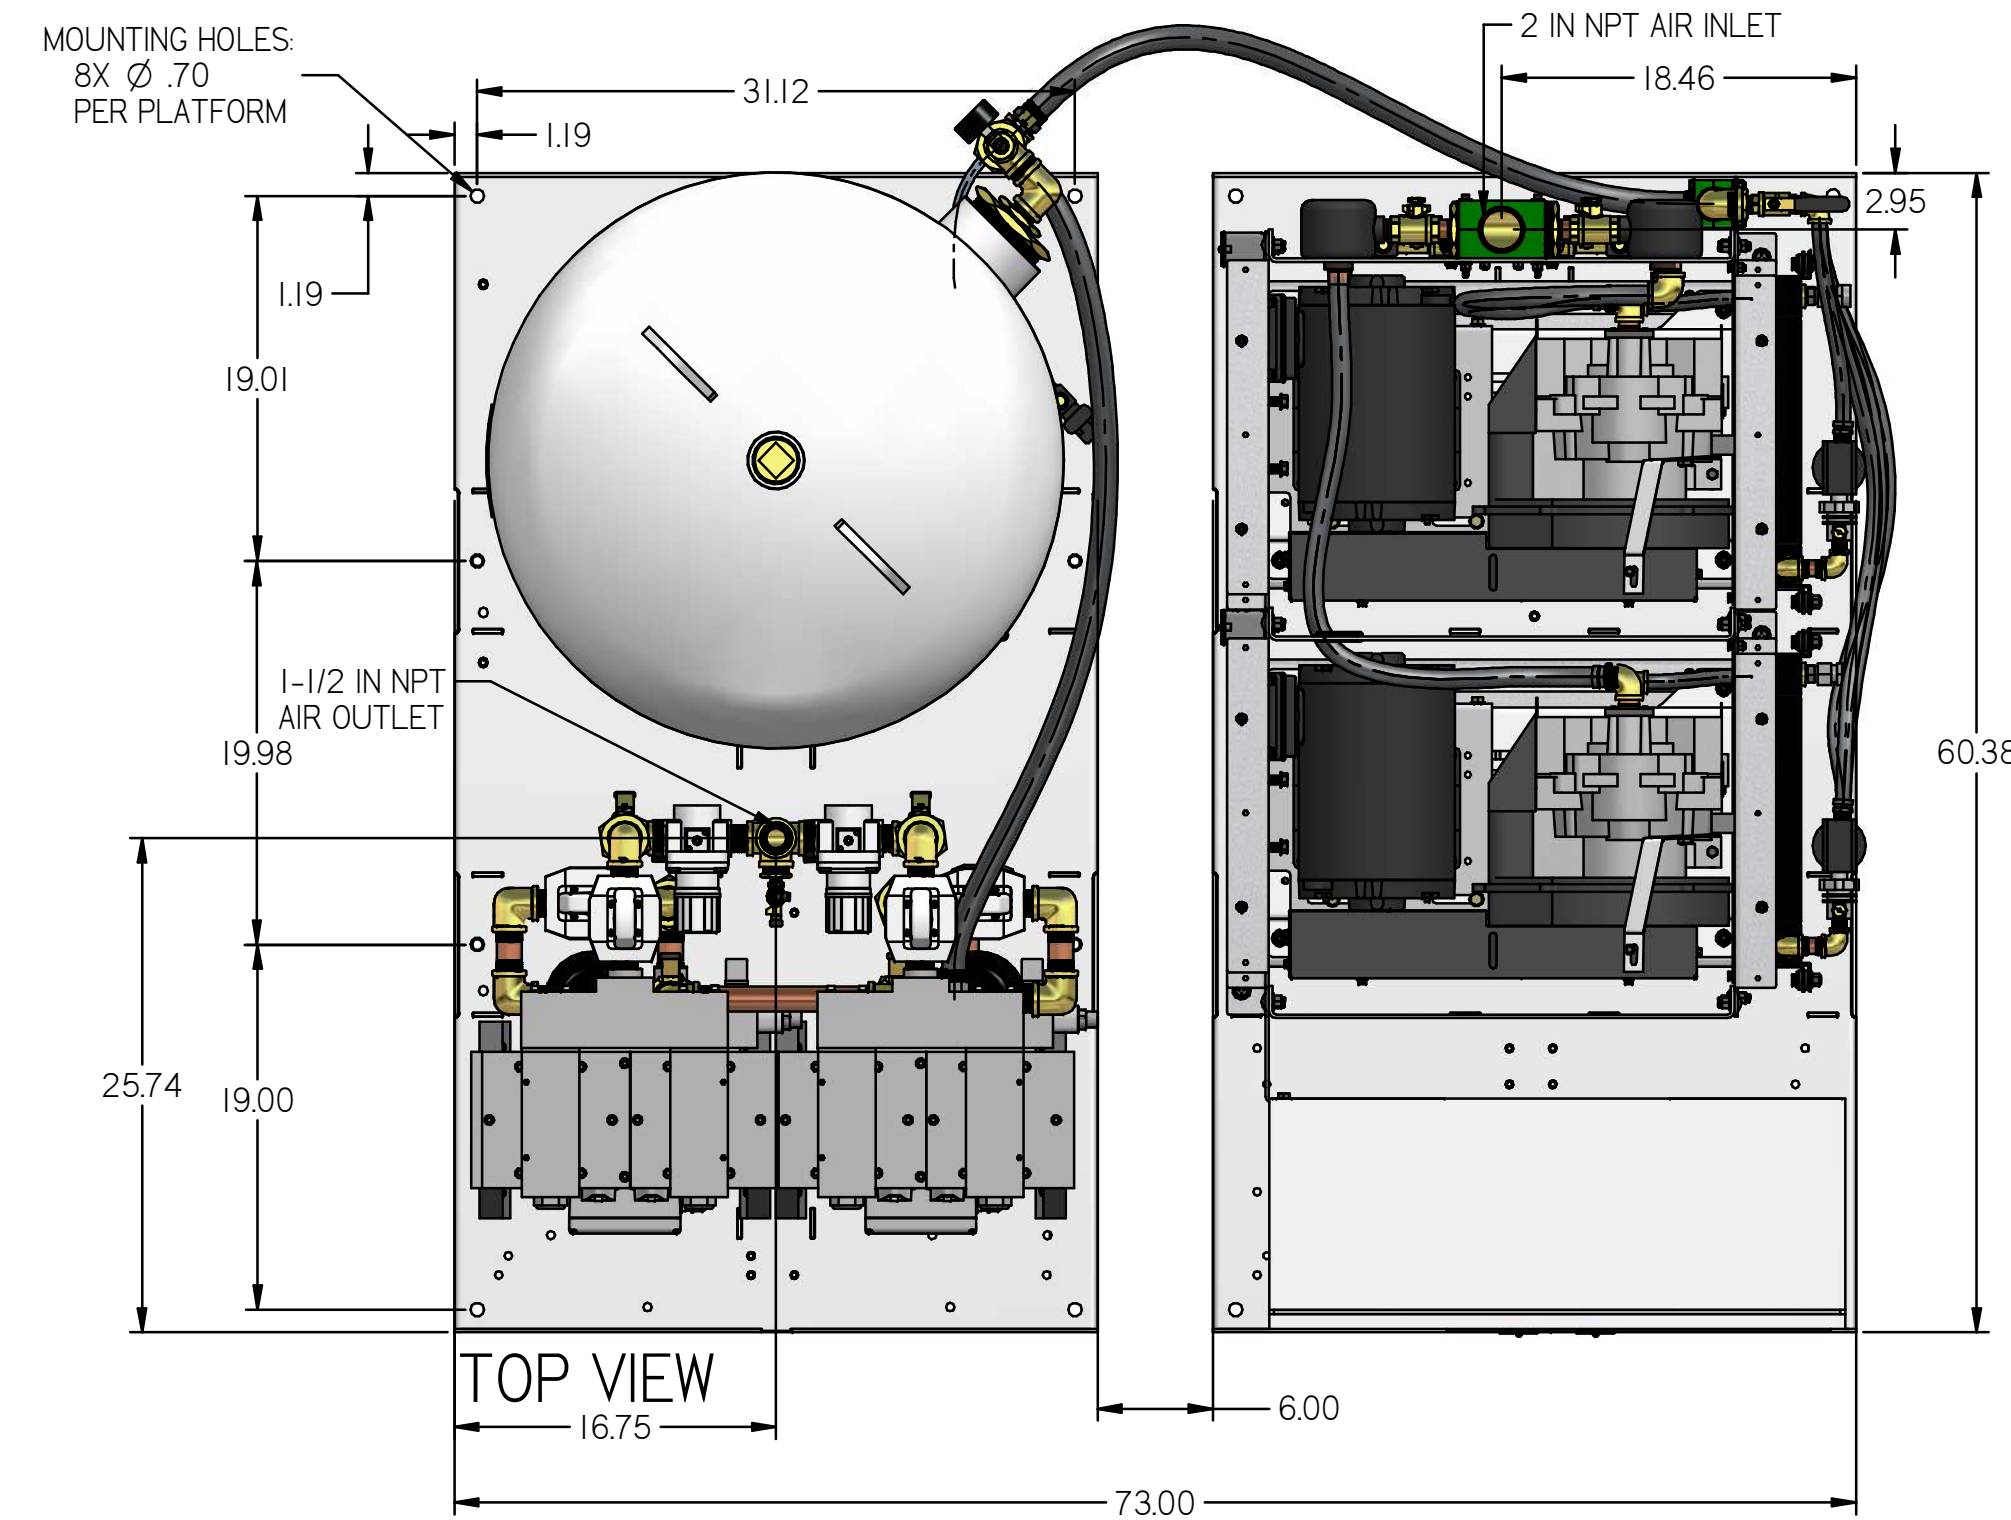 MOUNTING HOLES:
8X Ø .70
PER PLATFORM
2 IN NPT AIR INLET
31.12
18.46
1.19
2.95
1.19
19.01
1-1/2 IN NPT
AIR OUTLET
19.98
60.38
25.74
19.00
TOP VIEW
16.75
6.00
73.00